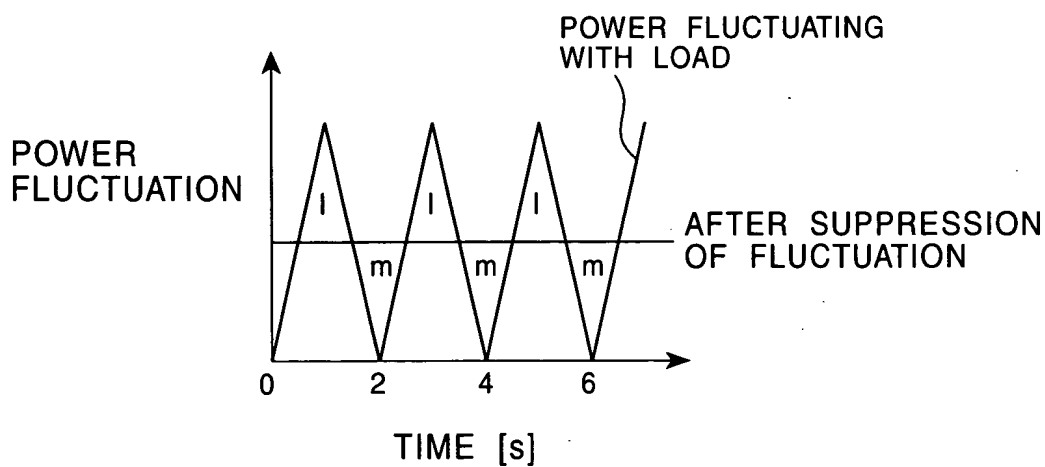 POWER FLUCTUATING
WITH LOAD
POWER
FLUCTUATION
l l l
AFTER SUPPRESSION
OF FLUCTUATION
m m m
0 2 4 6
TIME [s]